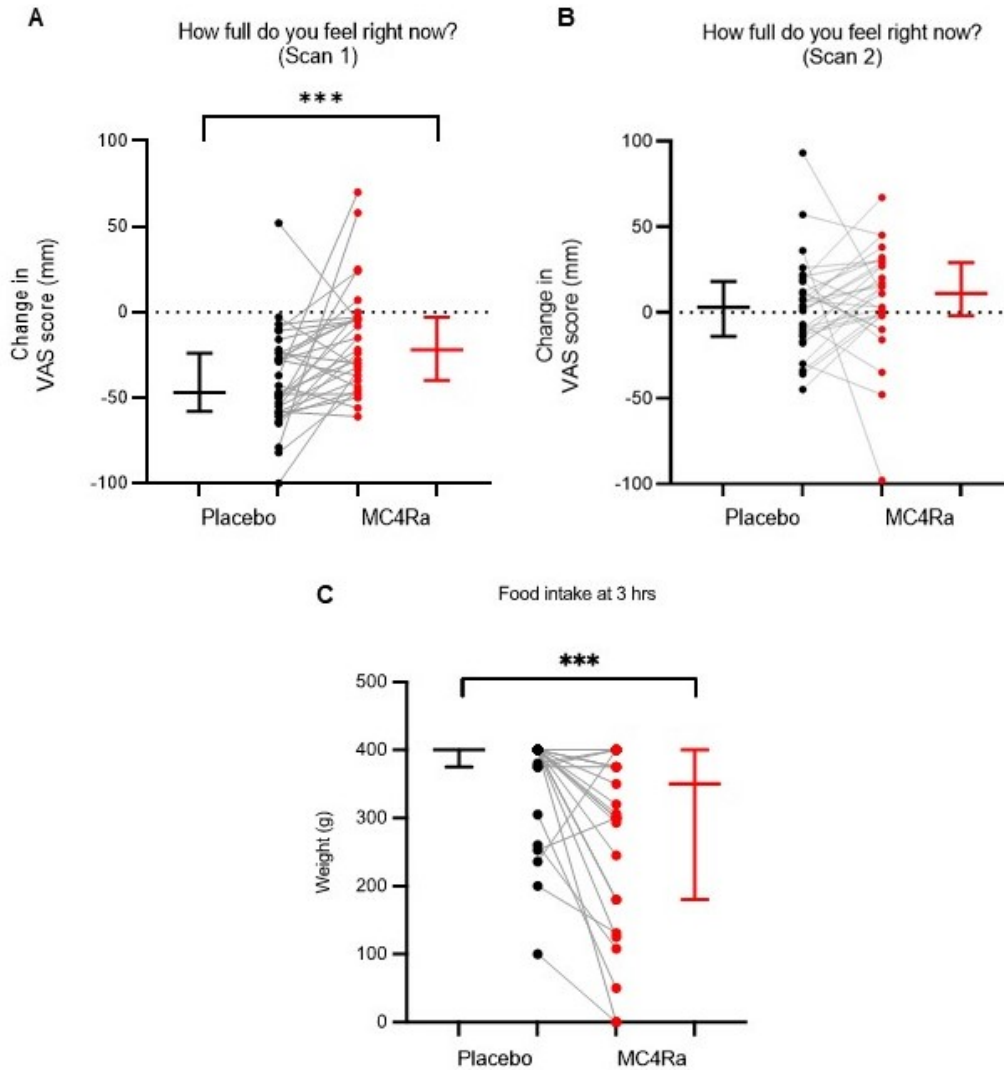 A
How full do you feel right now?
(Scan 1)
***
100
50
0
-50
-100
Change in
VAS score (mm)
Placebo
MC4Ra
B
How full do you feel right now?
(Scan 2)
100
50
0
-50
-100
Change in
VAS score (mm)
Placebo
MC4Ra
C
Food intake at 3 hrs
***
500
400
300
200
100
0
Weight (g)
Placebo
MC4Ra